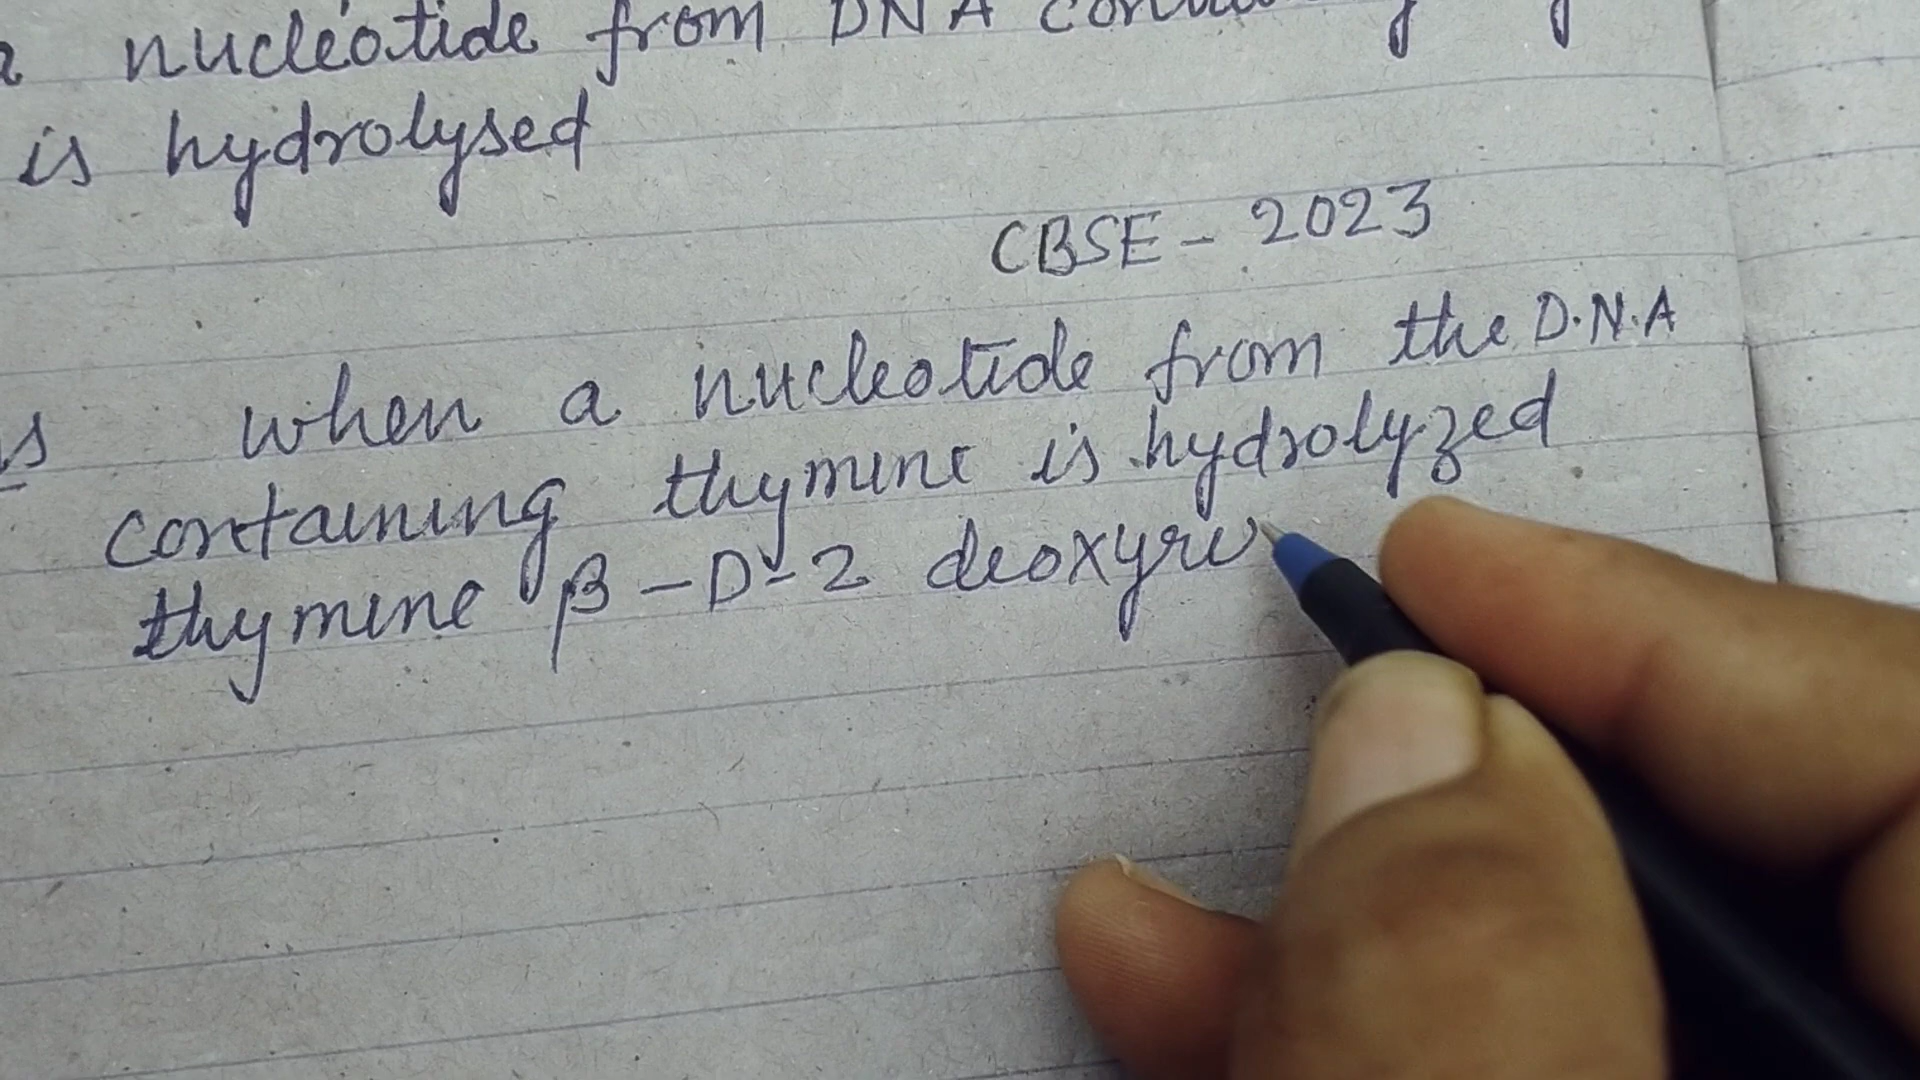 nucleotide from DNA
is hydrolysed
CBSE - 2023
when a nucleotide from the D.N.A
containing thymine is hydrolyzed
thymine β-D-2 deoxyri